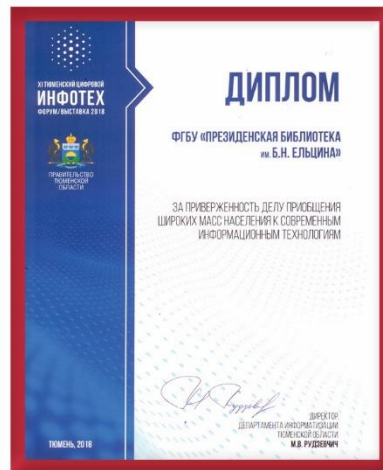 XI ТЮМЕНСКИЙ ЦИФРОВОЙ
ИНФОТЕХ
ФОРУМ/ВЫСТАВКА 2018
ПРАВИТЕЛЬСТВО
ТЮМЕНСКОЙ
ОБЛАСТИ
ДИПЛОМ
ФГБУ «ПРЕЗИДЕНСКАЯ БИБЛИОТЕКА
ИМ. Б.Н. ЕЛЬЦИНА»
ЗА ПРИВЕРЖЕННОСТЬ ДЕЛУ ПРИОБЩЕНИЯ
ШИРОКИХ МАСС НАСЕЛЕНИЯ К СОВРЕМЕННЫМ
ИНФОРМАЦИОННЫМ ТЕХНОЛОГИЯМ
ДИРЕКТОР
ДЕПАРТАМЕНТА ИНФОРМАТИЗАЦИИ
ТЮМЕНСКОЙ ОБЛАСТИ
М.В. РУДЗЕВИЧ
ТЮМЕНЬ, 2018